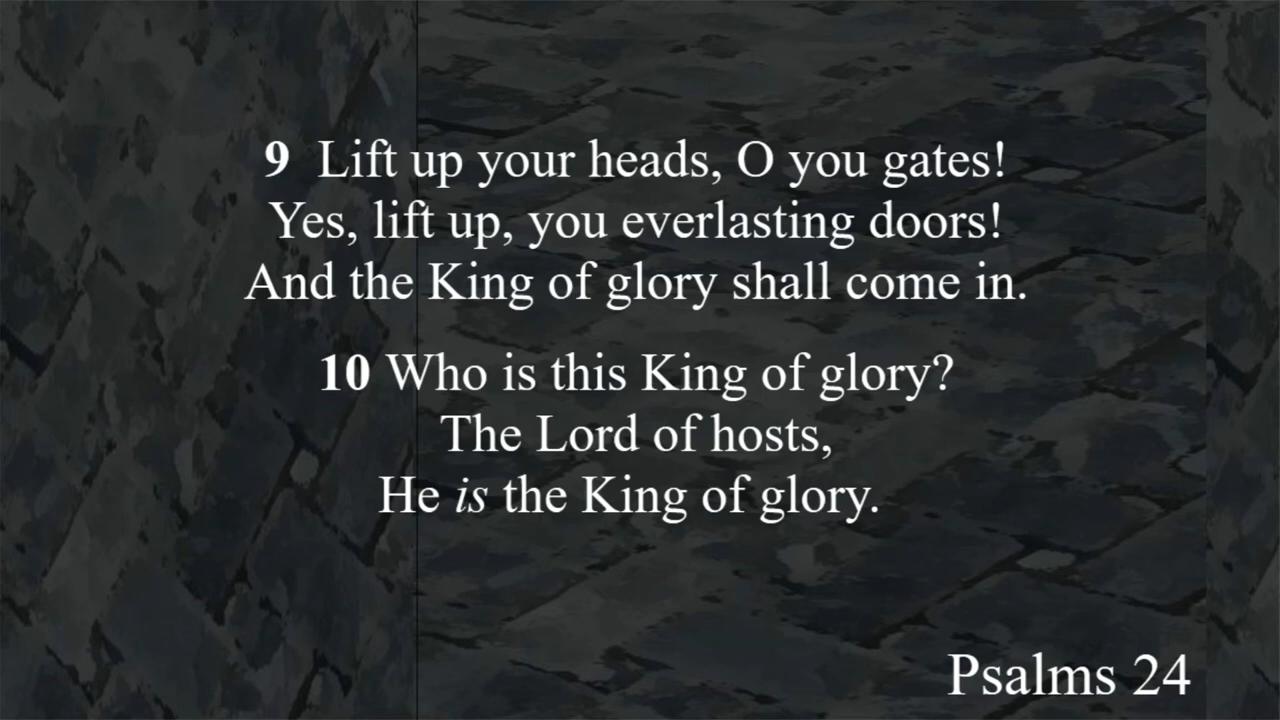 9 Lift up your heads, O you gates!
Yes, lift up, you everlasting doors!
And the King of glory shall come in.
10 Who is this King of glory?
The Lord of hosts,
He is the King of glory.
Psalms 24